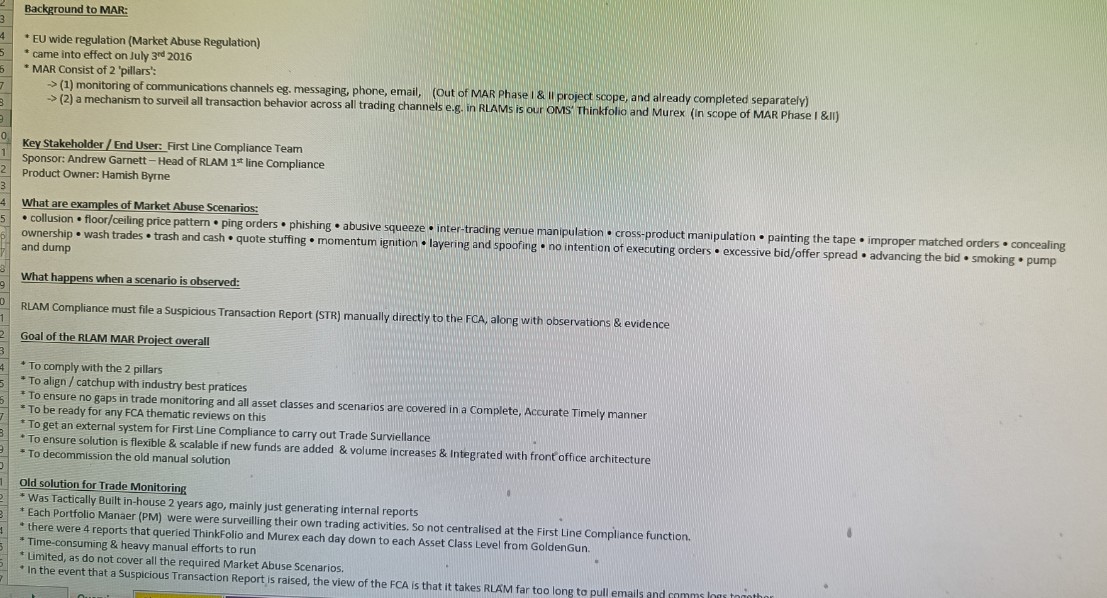 Background to MAR:
* EU wide regulation (Market Abuse Regulation)
* came into effect on July 3rd 2016
* MAR Consist of 2 'pillars':
-> (1) monitoring of communications channels eg. messaging, phone, email, (Out of MAR Phase I & II project scope, and already completed separately)
-> (2) a mechanism to surveil all transaction behavior across all trading channels e.g. in RLAMs is our OMS' Thinkfolio and Murex (in scope of MAR Phase I &II)
Key Stakeholder / End User: First Line Compliance Team
Sponsor: Andrew Garnett – Head of RLAM 1st line Compliance
Product Owner: Hamish Byrne
What are examples of Market Abuse Scenarios:
• collusion • floor/ceiling price pattern • ping orders • phishing • abusive squeeze • inter-trading venue manipulation • cross-product manipulation • painting the tape • improper matched orders • concealing
ownership • wash trades • trash and cash • quote stuffing • momentum ignition • layering and spoofing • no intention of executing orders • excessive bid/offer spread • advancing the bid • smoking • pump
and dump
What happens when a scenario is observed:
RLAM Compliance must file a Suspicious Transaction Report (STR) manually directly to the FCA, along with observations & evidence
Goal of the RLAM MAR Project overall
* To comply with the 2 pillars
* To align / catchup with industry best pratices
* To ensure no gaps in trade monitoring and all asset classes and scenarios are covered in a Complete, Accurate Timely manner
* To be ready for any FCA thematic reviews on this
* To get an external system for First Line Compliance to carry out Trade Surviellance
* To ensure solution is flexible & scalable if new funds are added & volume increases & Integrated with front office architecture
* To decommission the old manual solution
Old solution for Trade Monitoring
* Was Tactically Built in-house 2 years ago, mainly just generating internal reports
* Each Portfolio Manaer (PM) were were surveilling their own trading activities. So not centralised at the First Line Compliance function.
* there were 4 reports that queried ThinkFolio and Murex each day down to each Asset Class Level from GoldenGun.
* Time-consuming & heavy manual efforts to run
* Limited, as do not cover all the required Market Abuse Scenarios.
* In the event that a Suspicious Transaction Report is raised, the view of the FCA is that it takes RLAM far too long to pull emails and comms logs together